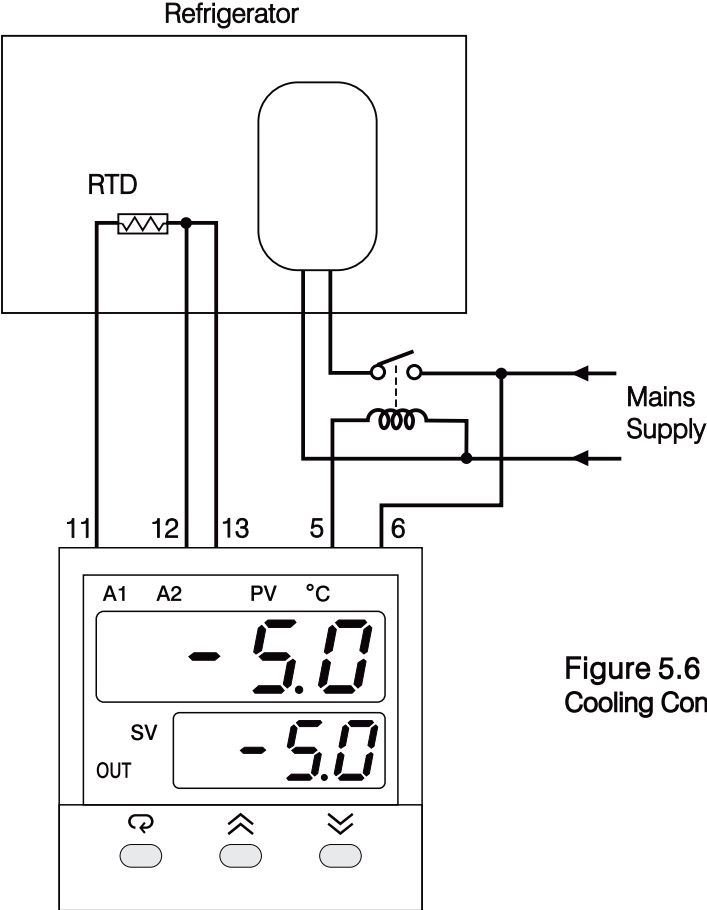 Refrigerator
RTD
Mains
Supply
11 12 13 5 6
A1 A2 PV °C
-5.0
Figure 5.6
Cooling Con
SV
-5.0
OUT